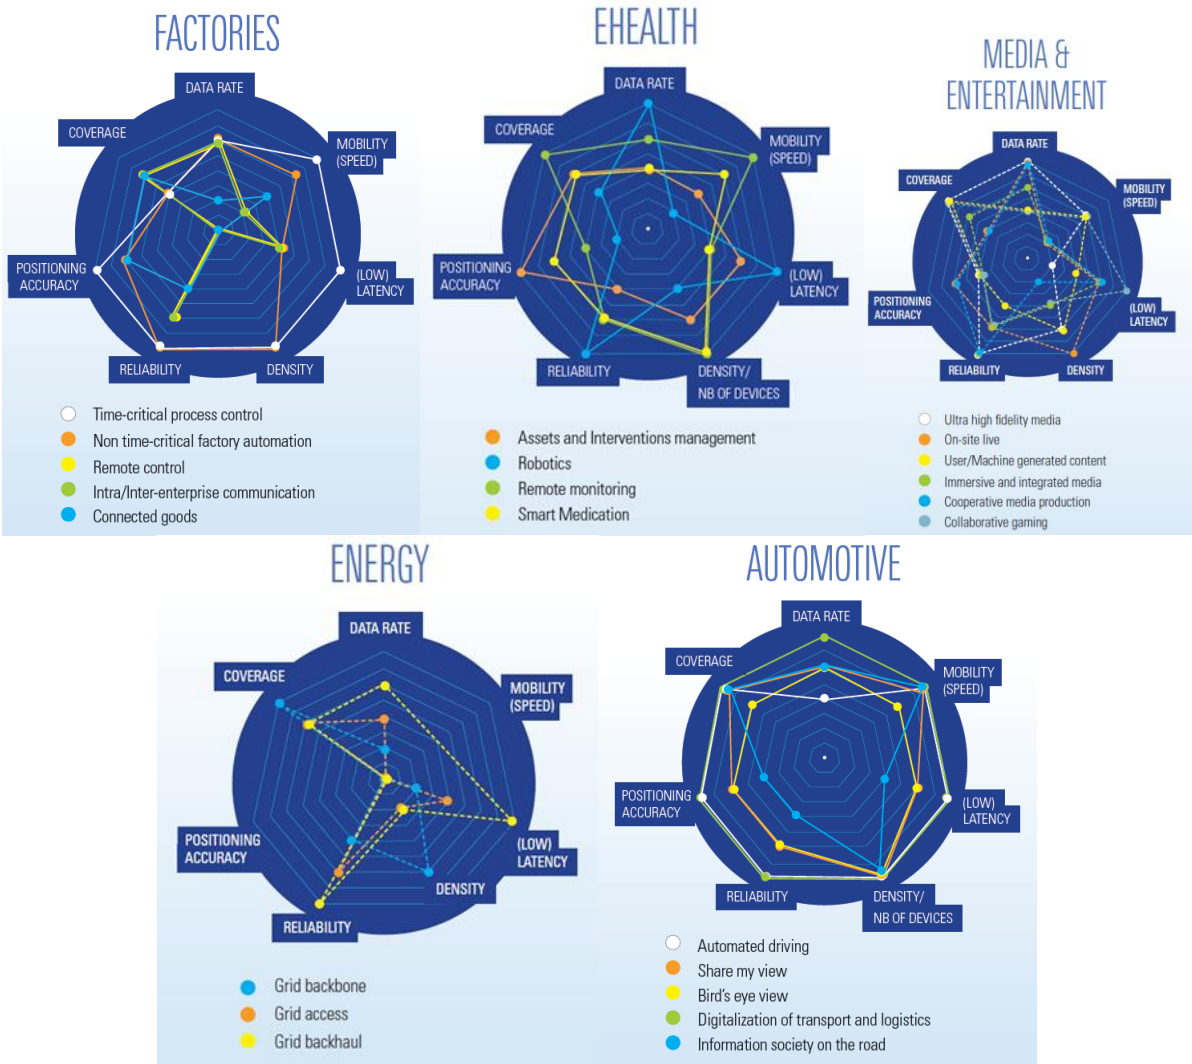 FACTORIES
DATA RATE
COVERAGE
MOBILITY
(SPEED)
POSITIONING
ACCURACY
(LOW)
LATENCY
RELIABILITY
DENSITY
Time-critical process control
Non time-critical factory automation
Remote control
Intra/Inter-enterprise communication
Connected goods
EHEALTH
DATA RATE
COVERAGE
MOBILITY
(SPEED)
POSITIONING
ACCURACY
(LOW)
LATENCY
RELIABILITY
DENSITY/
NB OF DEVICES
Assets and Interventions management
Robotics
Remote monitoring
Smart Medication
MEDIA &
ENTERTAINMENT
DATA RATE
COVERAGE
MOBILITY
(SPEED)
POSITIONING
ACCURACY
(LOW)
LATENCY
RELIABILITY
DENSITY
Ultra high fidelity media
On-site live
User/Machine generated content
Immersive and integrated media
Cooperative media production
Collaborative gaming
ENERGY
DATA RATE
COVERAGE
MOBILITY
(SPEED)
POSITIONING
ACCURACY
(LOW)
LATENCY
DENSITY
RELIABILITY
Grid backbone
Grid access
Grid backhaul
AUTOMOTIVE
DATA RATE
COVERAGE
MOBILITY
(SPEED)
POSITIONING
ACCURACY
(LOW)
LATENCY
RELIABILITY
DENSITY/
NB OF DEVICES
Automated driving
Share my view
Bird's eye view
Digitalization of transport and logistics
Information society on the road